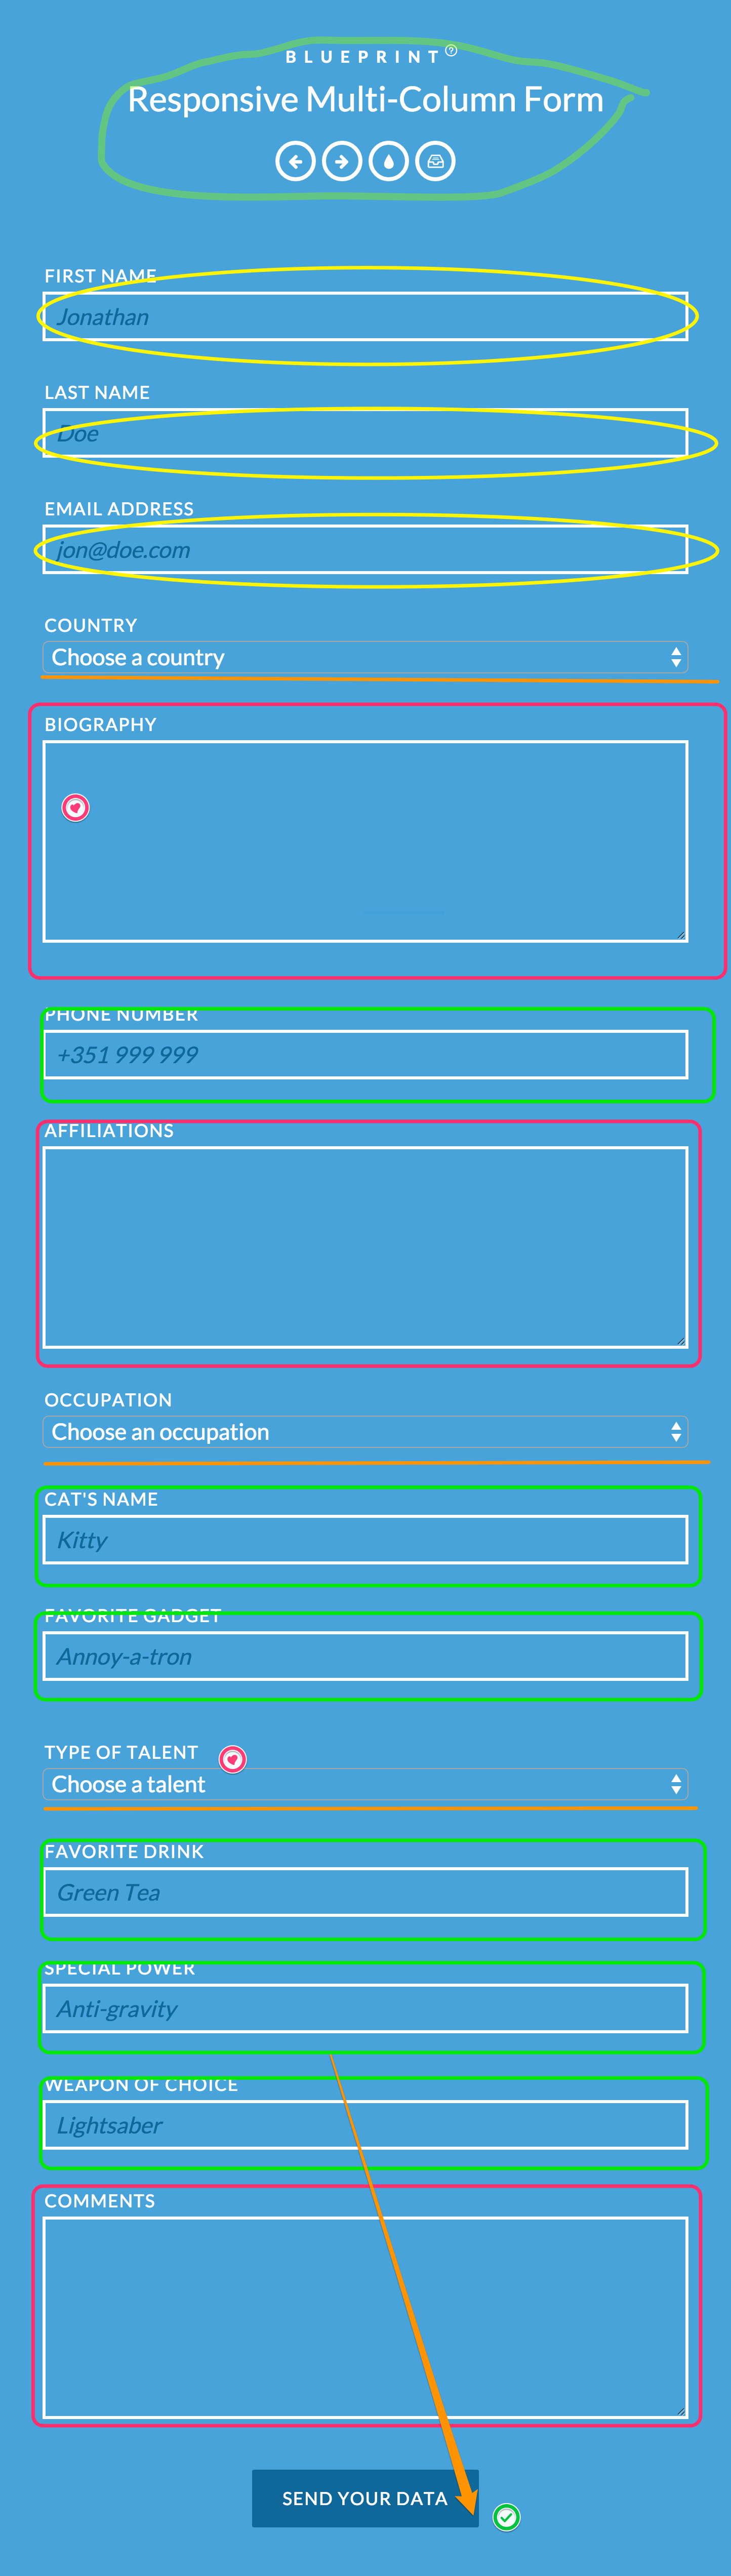 BLUEPRINT
Responsive Multi-Column Form
FIRST NAME
Jonathan
LAST NAME
Doe
EMAIL ADDRESS
jon@doe.com
COUNTRY
Choose a country
BIOGRAPHY
PHONE NUMBER
+351 999 999
AFFILIATIONS
OCCUPATION
Choose an occupation
CAT'S NAME
Kitty
FAVORITE GADGET
Annoy-a-tron
TYPE OF TALENT
Choose a talent
FAVORITE DRINK
Green Tea
SPECIAL POWER
Anti-gravity
WEAPON OF CHOICE
Lightsaber
COMMENTS
SEND YOUR DATA